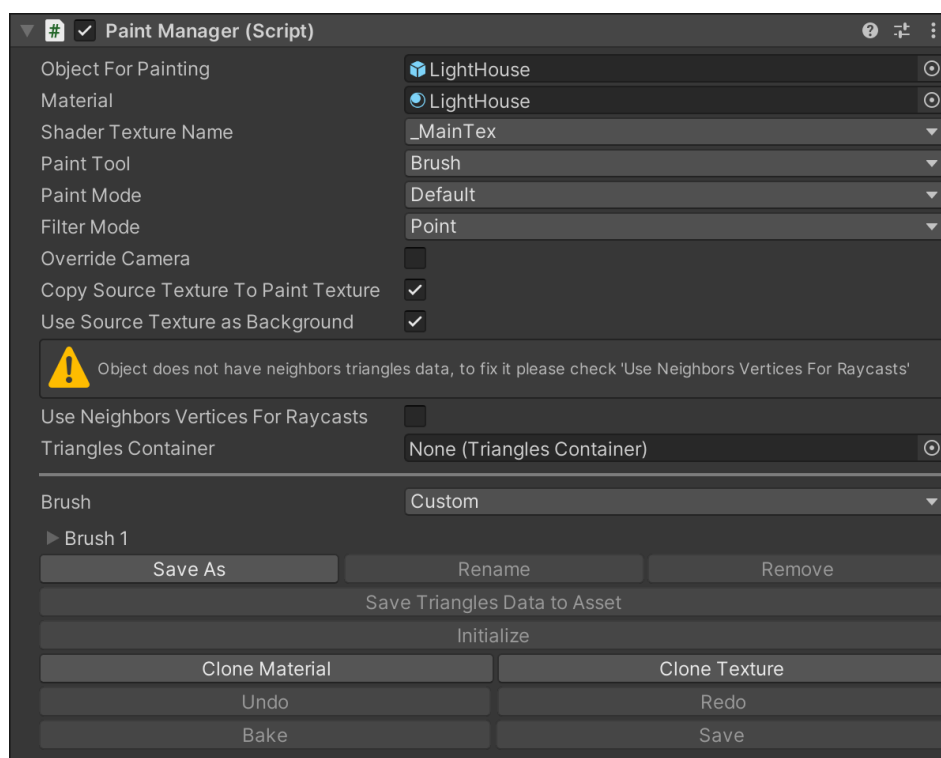 # Paint Manager (Script)
Object For Painting LightHouse
Material LightHouse
Shader Texture Name _MainTex
Paint Tool Brush
Paint Mode Default
Filter Mode Point
Override Camera
Copy Source Texture To Paint Texture
Use Source Texture as Background
Object does not have neighbors triangles data, to fix it please check 'Use Neighbors Vertices For Raycasts'
Use Neighbors Vertices For Raycasts
Triangles Container None (Triangles Container)
Brush Custom
Brush 1
Save As Rename Remove
Save Triangles Data to Asset
Initialize
Clone Material Clone Texture
Undo Redo
Bake Save